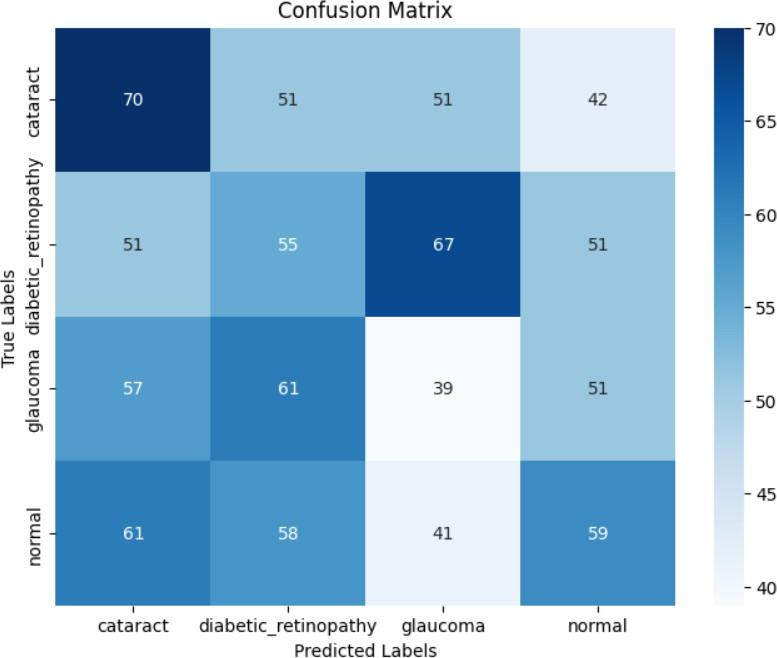 Confusion Matrix
True Labels
cataract
70 51 51 42
diabetic_retinopathy
51 55 67 51
glaucoma
57 61 39 51
normal
61 58 41 59
cataract diabetic_retinopathy glaucoma normal
Predicted Labels
70
65
60
55
50
45
40